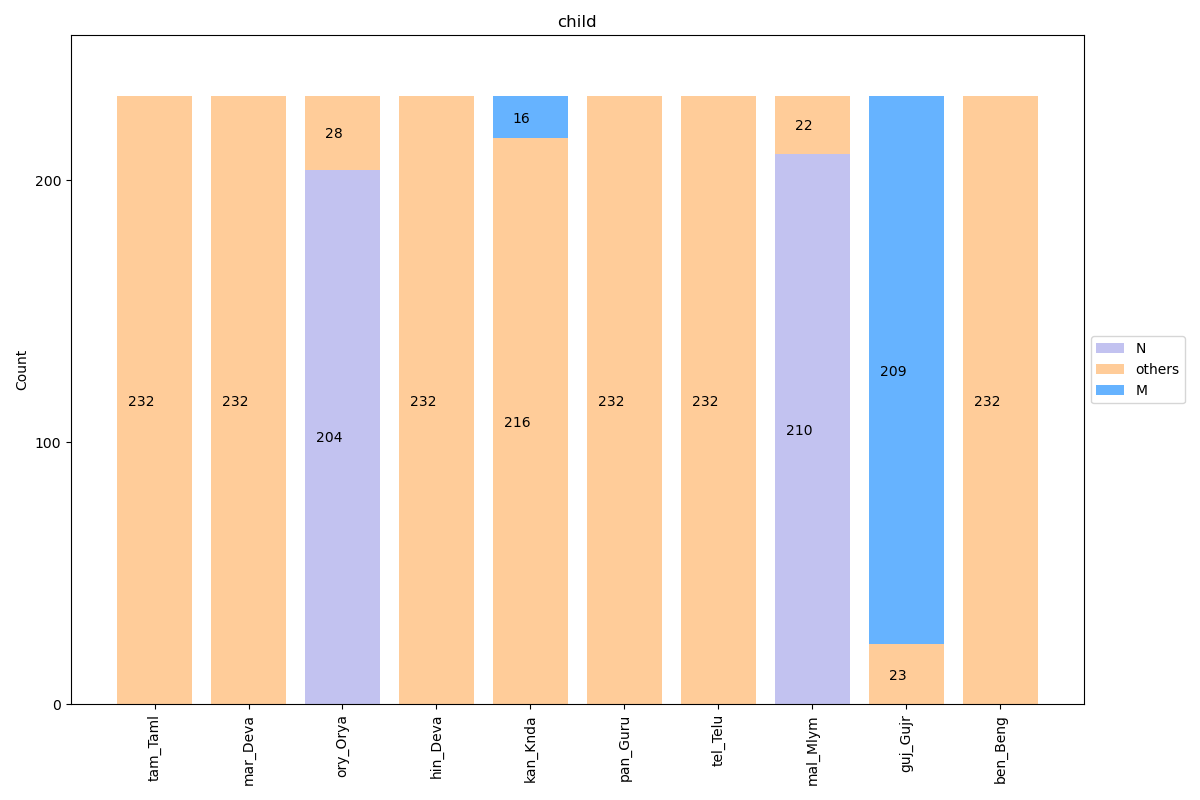 child
Count
200
100
0
28
16
22
209
232
232
204
232
216
232
232
210
23
232
tam_Taml
mar_Deva
ory_Orya
hin_Deva
kan_Knda
pan_Guru
tel_Telu
mal_Mlym
guj_Gujr
ben_Beng
N
others
M